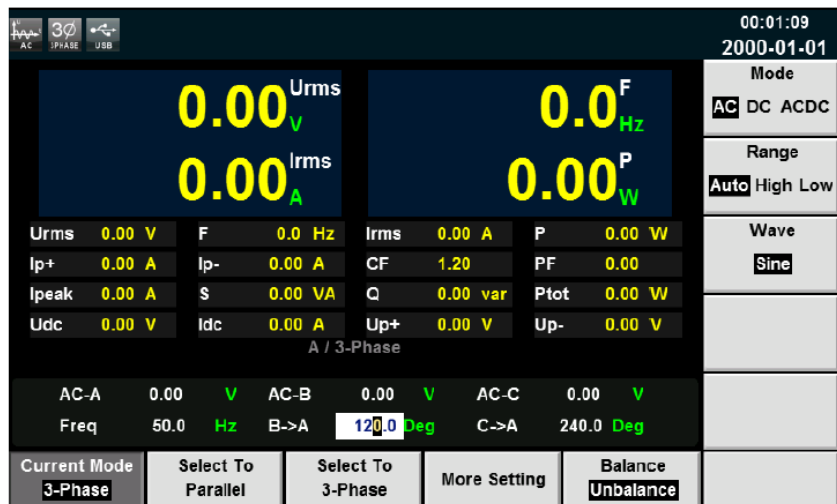 AC
3Ø
3PHASE
USB
00:01:09
2000-01-01
0.00 Urms V
0.0 F Hz
0.00 Irms A
0.00 P W
Urms 0.00 V F 0.0 Hz Irms 0.00 A P 0.00 W
Ip+ 0.00 A Ip- 0.00 A CF 1.20 PF 0.00
Ipeak 0.00 A S 0.00 VA Q 0.00 var Ptot 0.00 W
Udc 0.00 V Idc 0.00 A Up+ 0.00 V Up- 0.00 V
A / 3-Phase
AC-A 0.00 V AC-B 0.00 V AC-C 0.00 V
Freq 50.0 Hz B->A 120.0 Deg C->A 240.0 Deg
Mode
AC DC ACDC
Range
Auto High Low
Wave
Sine
Current Mode
3-Phase
Select To
Parallel
Select To
3-Phase
More Setting
Balance
Unbalance